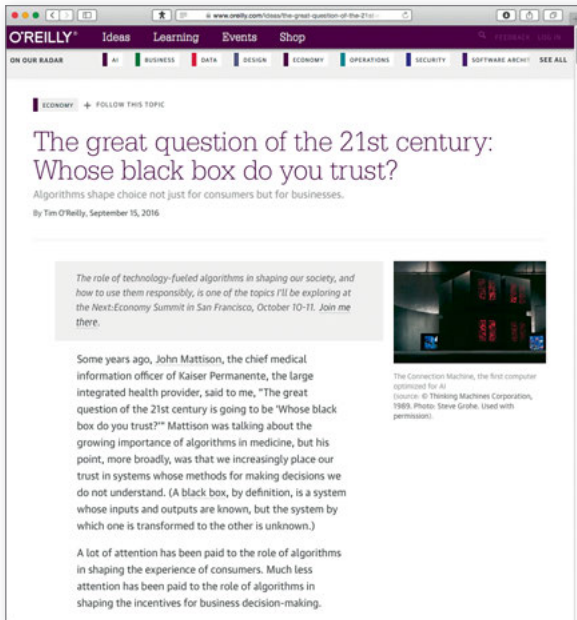 www.oreilly.com/ideas/the-great-question-of-the-21st-
O'REILLY® Ideas Learning Events Shop FEEDBACK LOG IN
ON OUR RADAR AI BUSINESS DATA DESIGN ECONOMY OPERATIONS SECURITY SOFTWARE ARCHIT SEE ALL
ECONOMY + FOLLOW THIS TOPIC
The great question of the 21st century:
Whose black box do you trust?
Algorithms shape choice not just for consumers but for businesses.
By Tim O'Reilly, September 15, 2016
The role of technology-fueled algorithms in shaping our society, and
how to use them responsibly, is one of the topics I'll be exploring at
the Next:Economy Summit in San Francisco, October 10-11. Join me
there.
Some years ago, John Mattison, the chief medical
information officer of Kaiser Permanente, the large
integrated health provider, said to me, "The great
question of the 21st century is going to be 'Whose black
box do you trust?'" Mattison was talking about the
growing importance of algorithms in medicine, but his
point, more broadly, was that we increasingly place our
trust in systems whose methods for making decisions we
do not understand. (A black box, by definition, is a system
whose inputs and outputs are known, but the system by
which one is transformed to the other is unknown.)
A lot of attention has been paid to the role of algorithms
in shaping the experience of consumers. Much less
attention has been paid to the role of algorithms in
shaping the incentives for business decision-making.
The Connection Machine, the first computer
optimized for AI
(source: © Thinking Machines Corporation,
1989. Photo: Steve Grohe. Used with
permission).